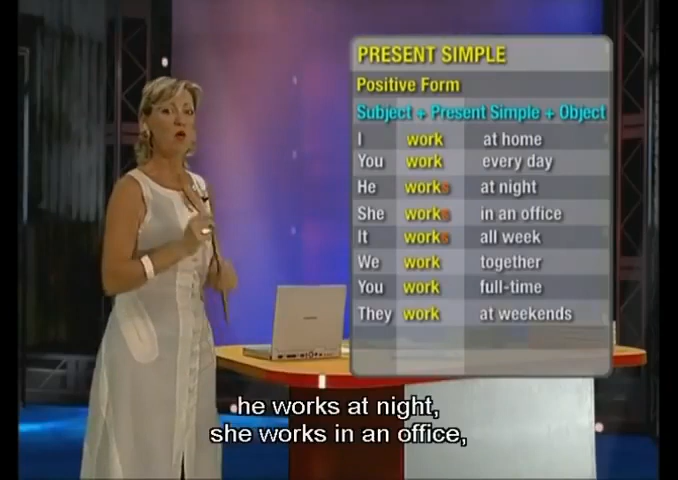 PRESENT SIMPLE
Positive Form
Subject + Present Simple + Object
I work at home
You work every day
He works at night
She works in an office
It works all week
We work together
You work full-time
They work at weekends
he works at night,
she works in an office,